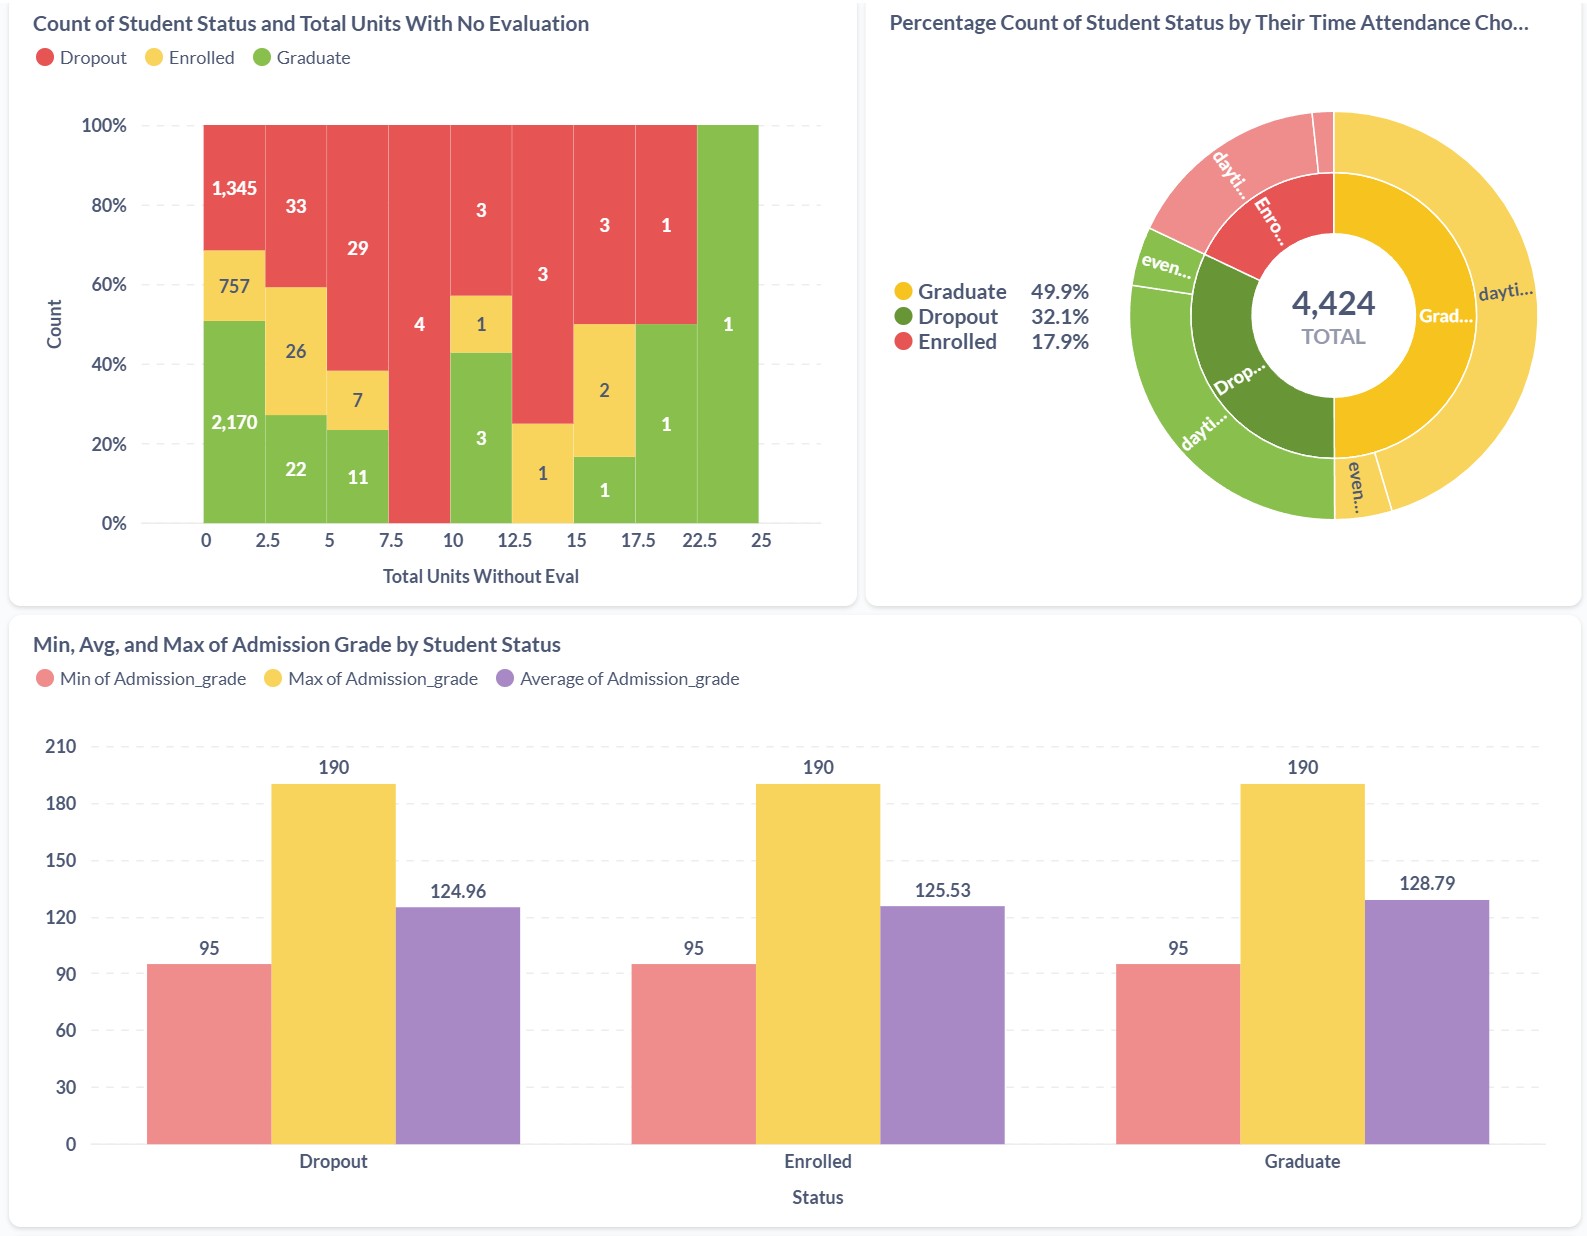 Count of Student Status and Total Units With No Evaluation
Dropout Enrolled Graduate
100%
80%
60%
40%
20%
0%
Count
1,345
757
2,170
33
26
22
29
7
11
4
3
1
3
3
1
3
2
1
1
1
1
0 2.5 5 7.5 10 12.5 15 17.5 22.5 25
Total Units Without Eval
Percentage Count of Student Status by Their Time Attendance Cho...
Graduate 49.9%
Dropout 32.1%
Enrolled 17.9%
4,424
TOTAL
dayti...
Enro...
even...
dayti...
Grad...
Drop...
dayti...
even...
Min, Avg, and Max of Admission Grade by Student Status
Min of Admission_grade Max of Admission_grade Average of Admission_grade
210
180
150
120
90
60
30
0
95 190 124.96
95 190 125.53
95 190 128.79
Dropout Enrolled Graduate
Status